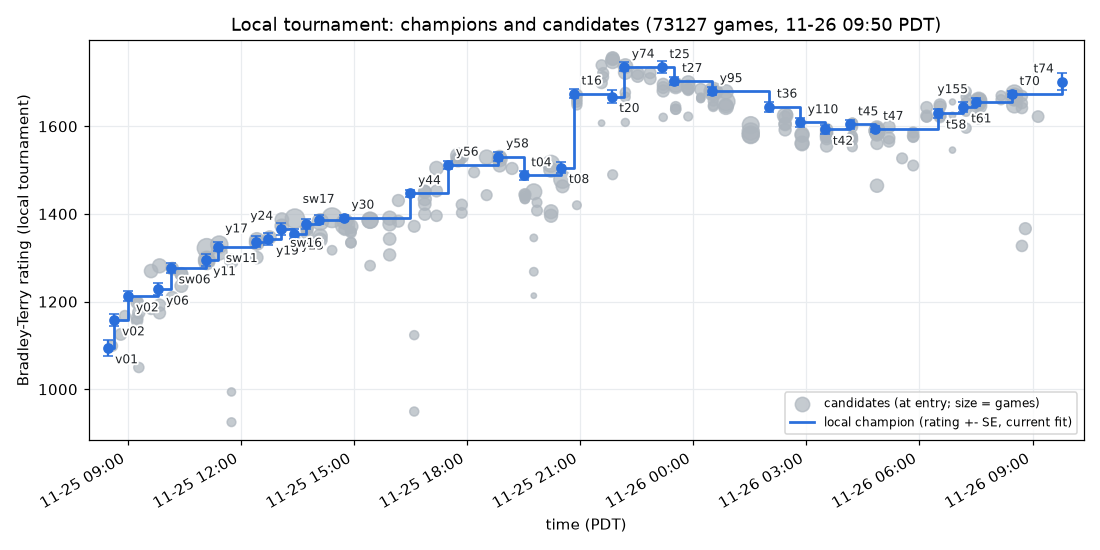 Local tournament: champions and candidates (73127 games, 11-26 09:50 PDT)
Bradley-Terry rating (local tournament)
1600
1400
1200
1000
v01
v02
y02
y06
sw06
y11
sw11
y17
y24
y19
sw16
sw17
y30
y44
y56
y58
t04
t08
t16
t20
y74
t25
t27
y95
t36
y110
t42
t45
t47
y155
t58
t61
t70
t74
candidates (at entry; size = games)
local champion (rating +- SE, current fit)
11-25 09:00
11-25 12:00
11-25 15:00
11-25 18:00
11-25 21:00
11-26 00:00
11-26 03:00
11-26 06:00
11-26 09:00
time (PDT)